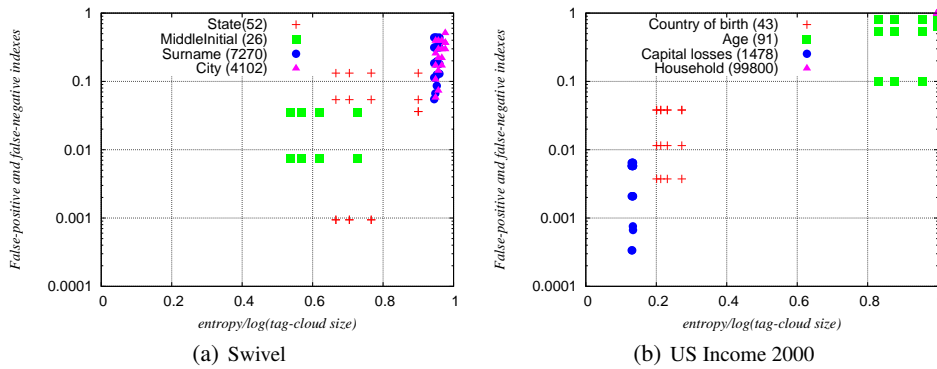 False-positive and false-negative indexes
1
0.1
0.01
0.001
0.0001
State(52)
MiddleInitial (26)
Surname (7270)
City (4102)
0
0.2
0.4
0.6
0.8
1
entropy/log(tag-cloud size)
(a) Swivel
False-positive and false-negative indexes
1
0.1
0.01
0.001
0.0001
Country of birth (43)
Age (91)
Capital losses (1478)
Household (99800)
0
0.2
0.4
0.6
0.8
1
entropy/log(tag-cloud size)
(b) US Income 2000